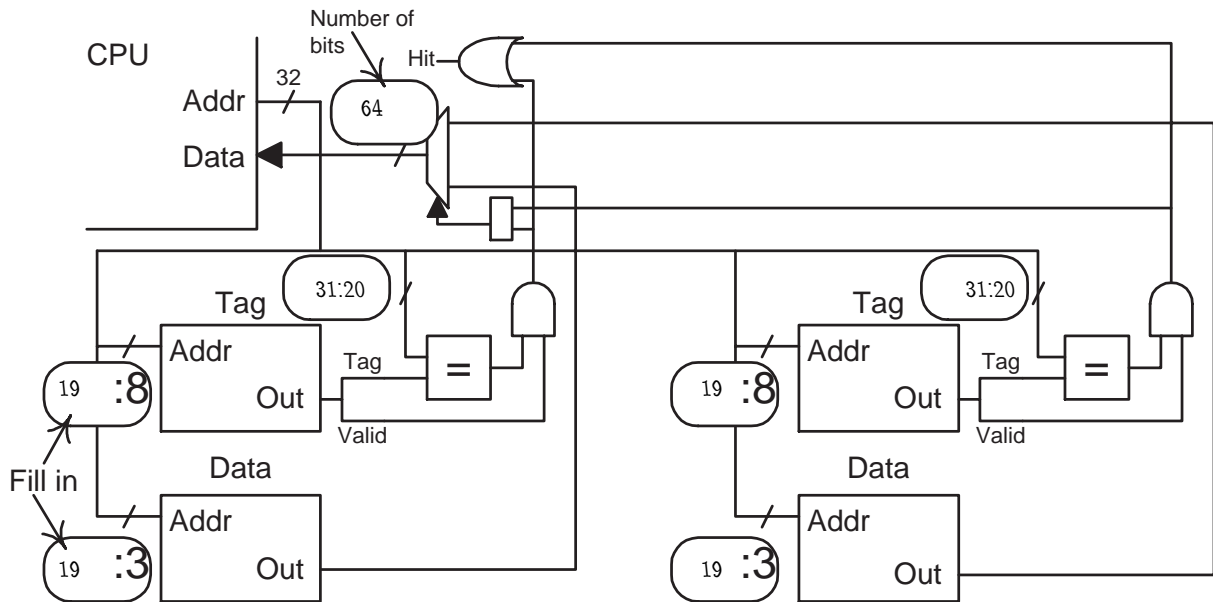 Number of
bits
CPU
Hit
32
Addr
64
Data
31:20
31:20
Tag
Tag
Addr
Tag
=
Addr
Tag
=
19 :8
Out
19 :8
Out
Valid
Valid
Data
Data
Fill in
Addr
Addr
19 :3
Out
19 :3
Out